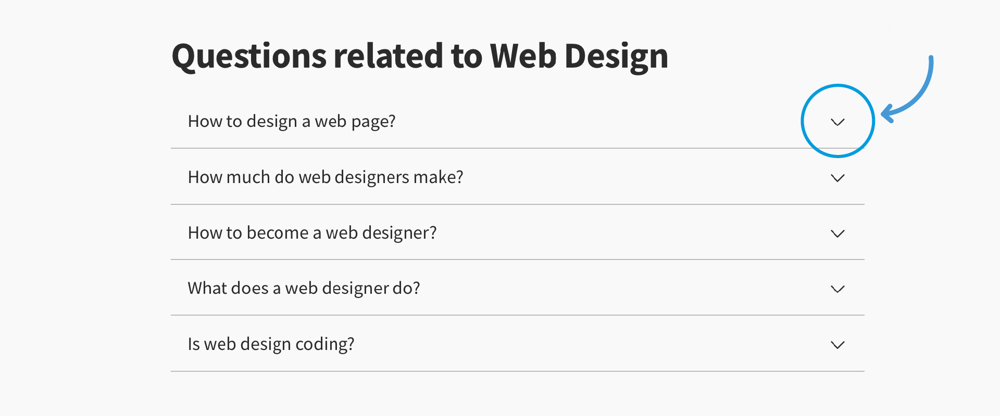 Questions related to Web Design
How to design a web page?
How much do web designers make?
How to become a web designer?
What does a web designer do?
Is web design coding?